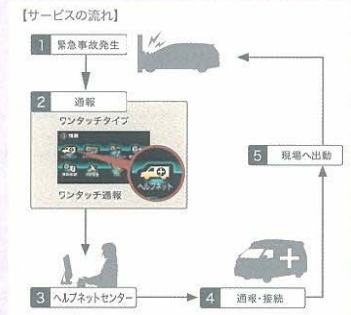 【サービスの流れ】
1 緊急事故発生
2 通報
ワンタッチタイプ
ヘルプネット
ワンタッチ通報
5 現場へ出動
3 ヘルプネットセンター
4 通報・接続